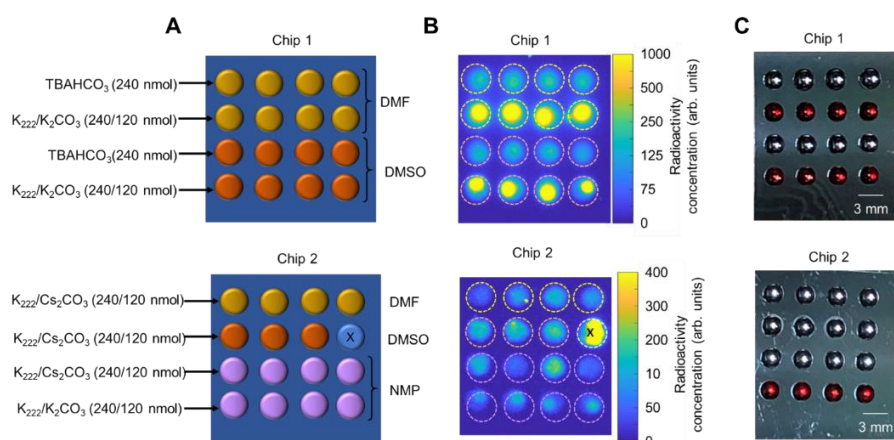 A
B
C
Chip 1
Chip 1
Chip 1
TBAHCO₃ (240 nmol)
K₂₂₂/K₂CO₃ (240/120 nmol)
TBAHCO₃(240 nmol)
K₂₂₂/K₂CO₃ (240/120 nmol)
DMF
DMSO
1000
500
250
125
75
0
Radioactivity
concentration (arb. units)
3 mm
Chip 2
Chip 2
Chip 2
K₂₂₂/Cs₂CO₃ (240/120 nmol)
K₂₂₂/Cs₂CO₃ (240/120 nmol)
K₂₂₂/Cs₂CO₃ (240/120 nmol)
K₂₂₂/K₂CO₃ (240/120 nmol)
X
DMF
DMSO
NMP
X
400
200
100
50
10
0
Radioactivity
concentration (arb. units)
3 mm